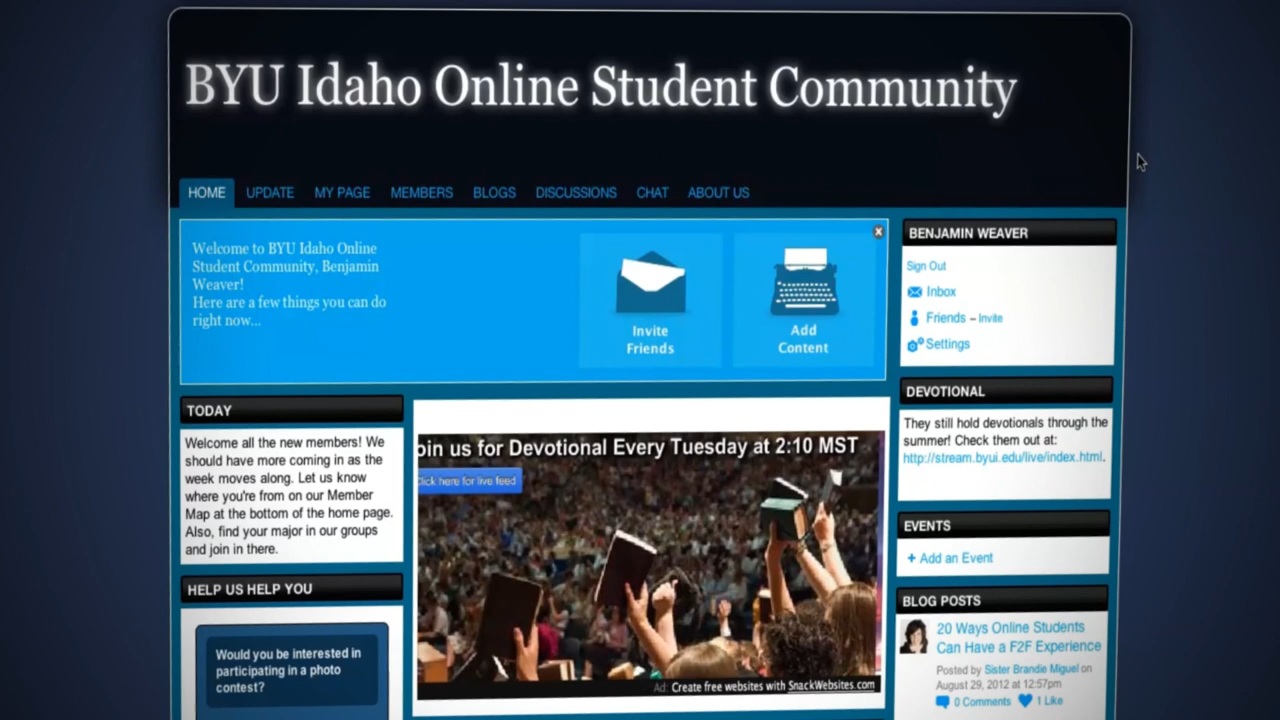 BYU Idaho Online Student Community
HOME UPDATE MY PAGE MEMBERS BLOGS DISCUSSIONS CHAT ABOUT US
Welcome to BYU Idaho Online
Student Community, Benjamin
Weaver!
Here are a few things you can do
right now...
Invite
Friends
Add
Content
BENJAMIN WEAVER
Sign Out
Inbox
Friends – Invite
Settings
TODAY
Welcome all the new members! We
should have more coming in as the
week moves along. Let us know
where you're from on our Member
Map at the bottom of the home page.
Also, find your major in our groups
and join in there.
HELP US HELP YOU
Would you be interested in
participating in a photo
contest?
oin us for Devotional Every Tuesday at 2:10 MST
Click here for live feed
Ad: Create free websites with SnackWebsites.com
DEVOTIONAL
They still hold devotionals through the
summer! Check them out at:
http://stream.byui.edu/live/index.html.
EVENTS
+ Add an Event
BLOG POSTS
20 Ways Online Students
Can Have a F2F Experience
Posted by Sister Brandie Miguel on
August 29, 2012 at 12:57pm
0 Comments 1 Like